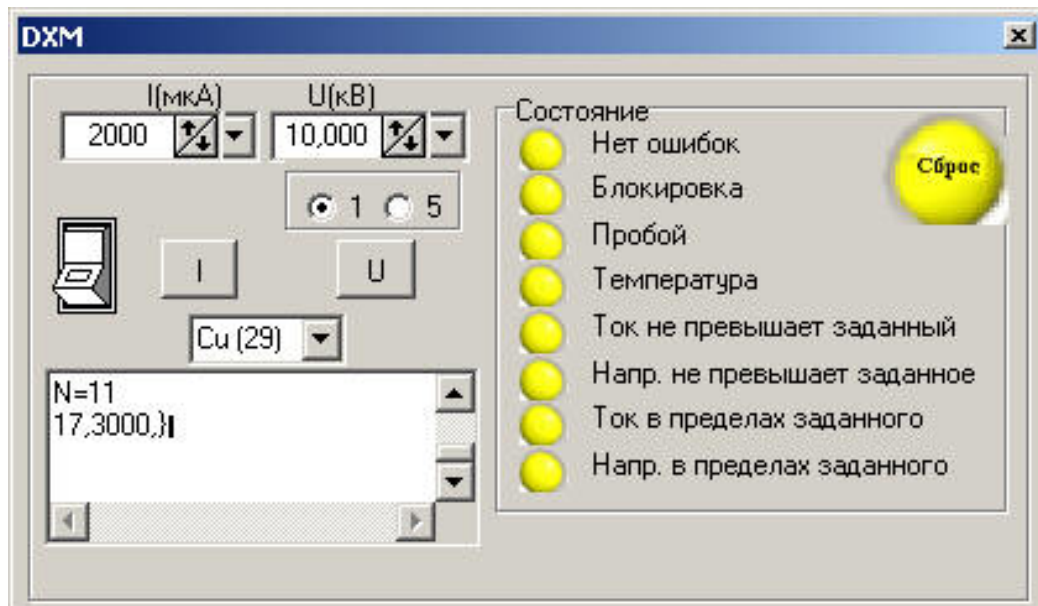 DXM
I(мкА) U(кВ)
2000 10,000
1 5
I U
Cu (29)
N=11
17,3000,}
Состояние
Сброс
Нет ошибок
Блокировка
Пробой
Температура
Ток не превышает заданный
Напр. не превышает заданное
Ток в пределах заданного
Напр. в пределах заданного